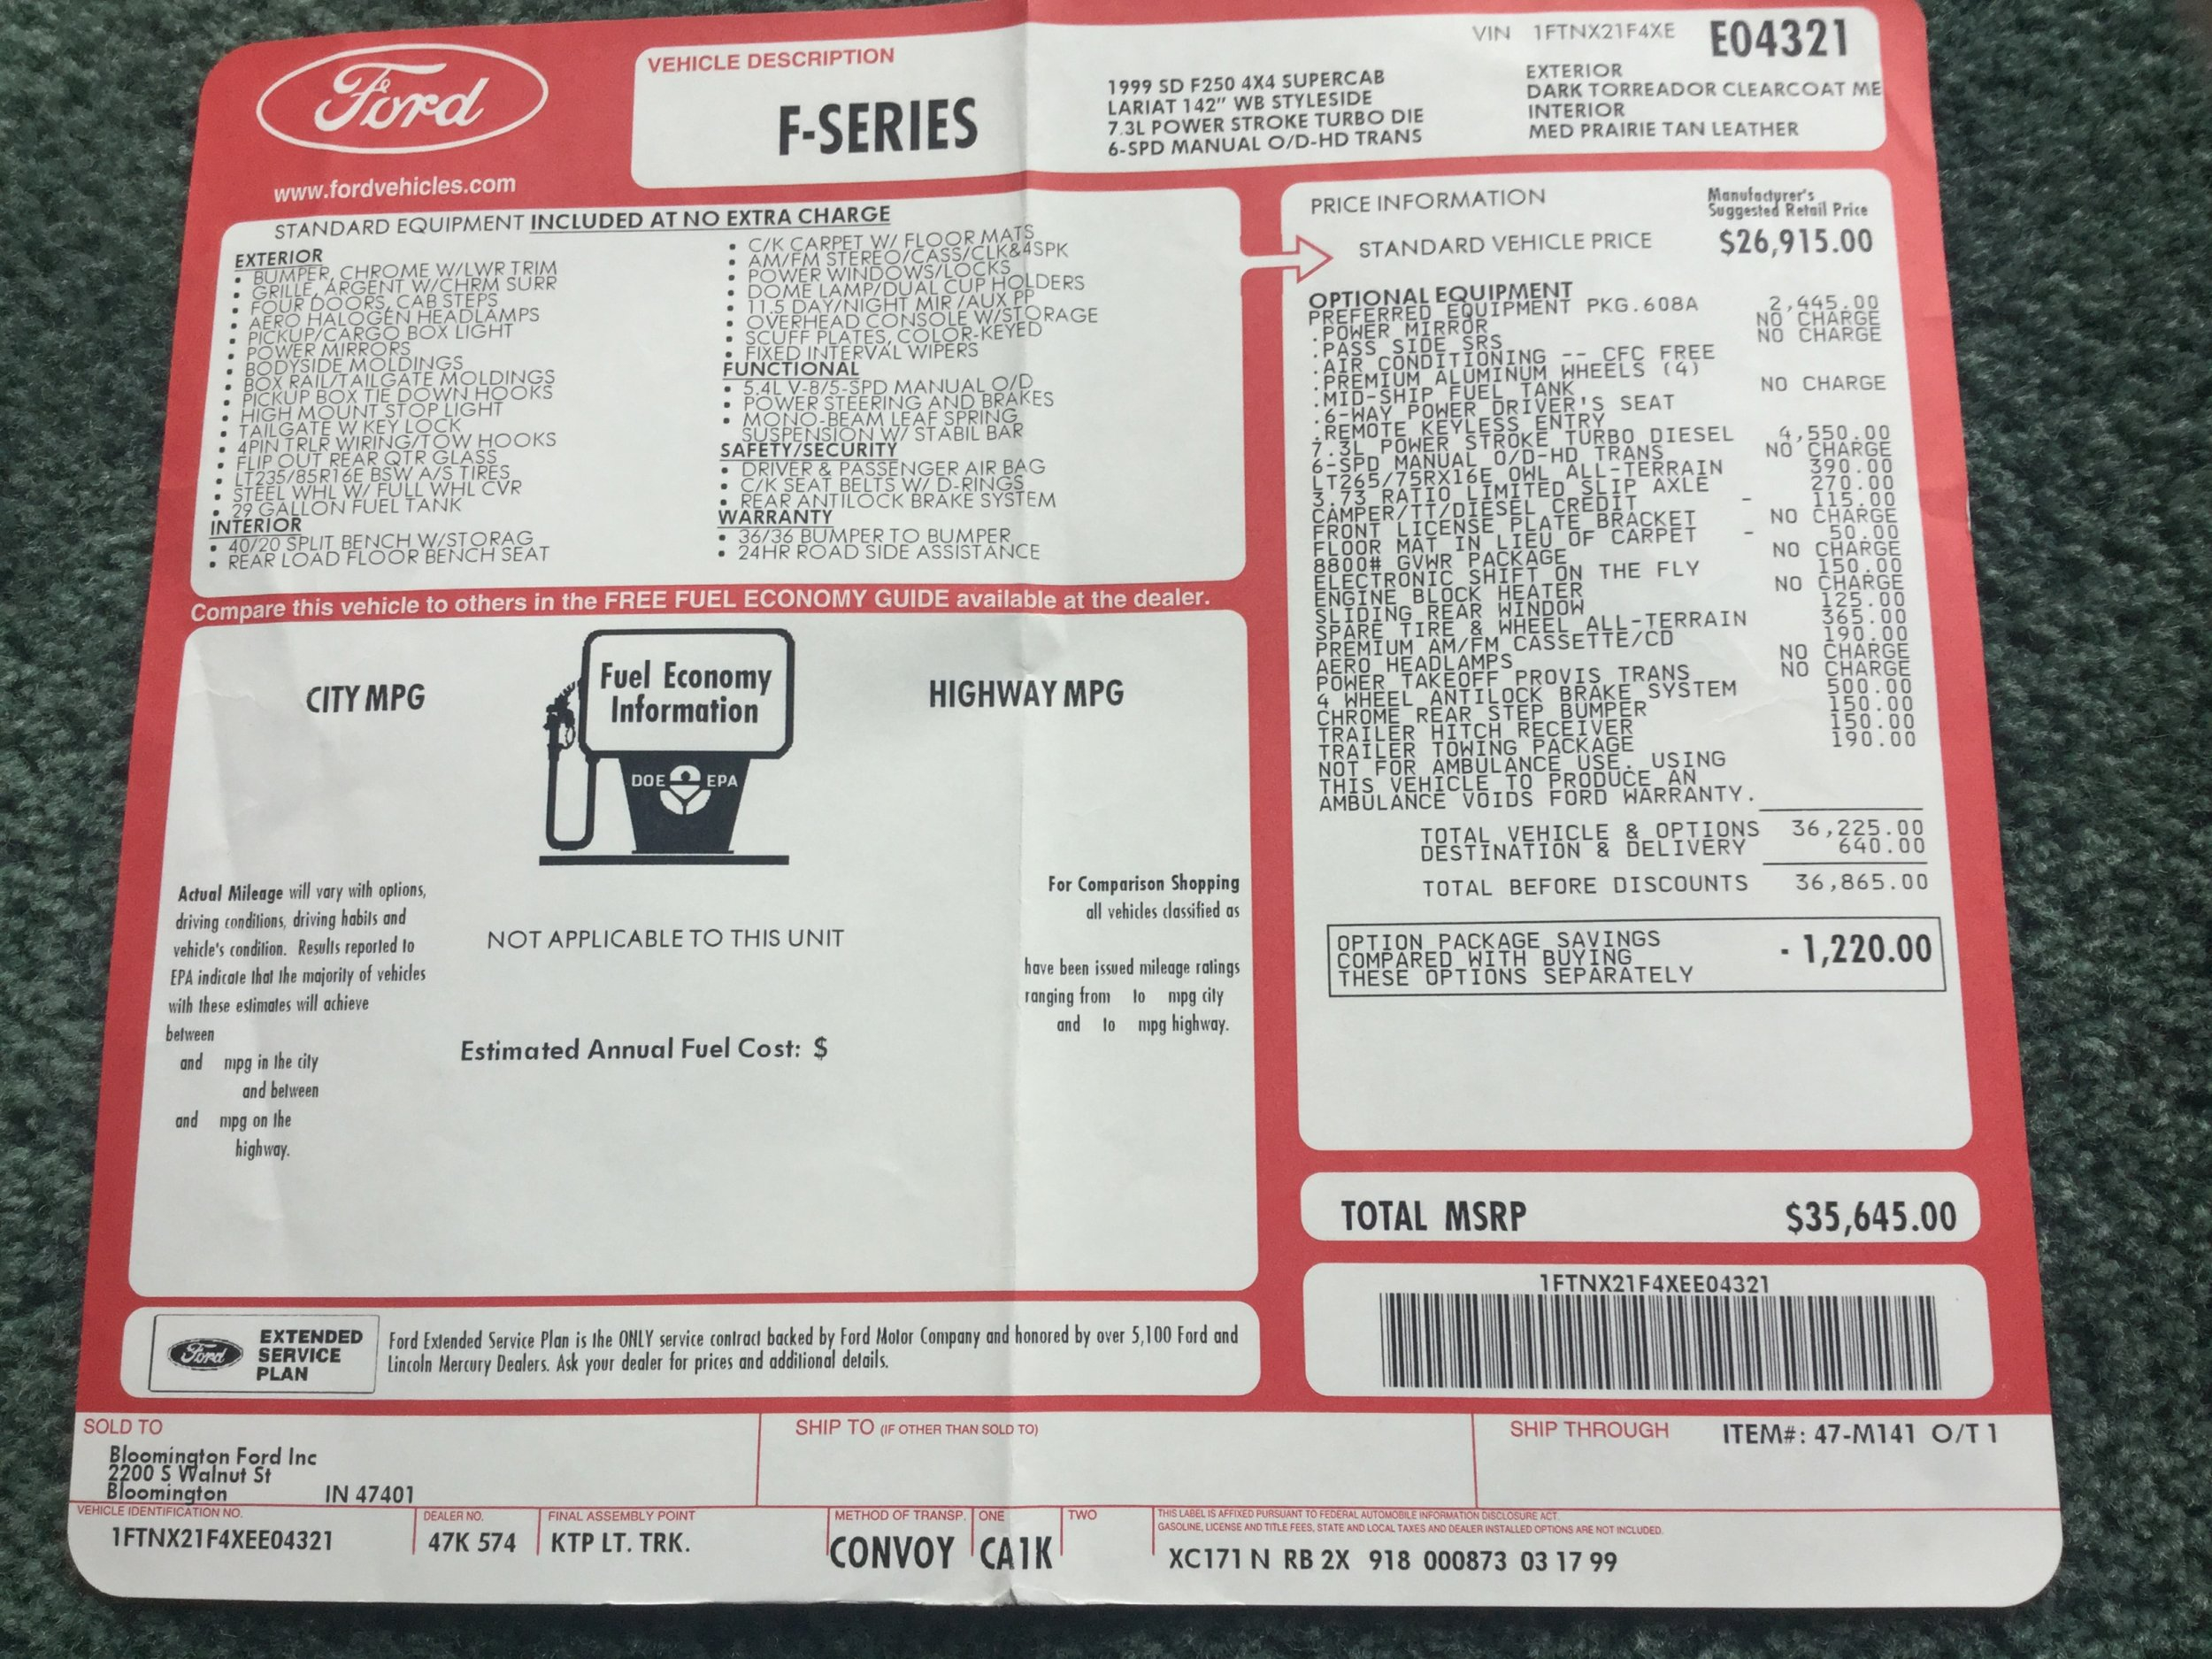 Ford
www.fordvehicles.com
VEHICLE DESCRIPTION
F-SERIES
1999 SD F250 4X4 SUPERCAB
LARIAT 142" WB STYLESIDE
7.3L POWER STROKE TURBO DIE
6-SPD MANUAL O/D-HD TRANS
VIN 1FTNX21F4XE E04321
EXTERIOR
DARK TORREADOR CLEARCOAT ME
INTERIOR
MED PRAIRIE TAN LEATHER
STANDARD EQUIPMENT INCLUDED AT NO EXTRA CHARGE
EXTERIOR
• BUMPER, CHROME W/LWR TRIM
• GRILLE, ARGENT W/CHRM SURR
• FOUR DOORS, CAB STEPS
• AERO HALOGEN HEADLAMPS
• PICKUP/CARGO BOX LIGHT
• POWER MIRRORS
• BODYSIDE MOLDINGS
• BOX RAIL/TAILGATE MOLDINGS
• PICKUP BOX TIE DOWN HOOKS
• HIGH MOUNT STOP LIGHT
• TAILGATE W KEY LOCK
• 4PIN TRLR WIRING/TOW HOOKS
• FLIP OUT REAR QTR GLASS
• LT235/85R16E BSW A/S TIRES
• STEEL WHL W/ FULL WHL CVR
• 29 GALLON FUEL TANK
INTERIOR
• 40/20 SPLIT BENCH W/STORAG
• REAR LOAD FLOOR BENCH SEAT
• C/K CARPET W/ FLOOR MATS
• AM/FM STEREO/CASS/CLK&4SPK
• POWER WINDOWS/LOCKS
• DOME LAMP/DUAL CUP HOLDERS
• 11.5 DAY/NIGHT MIR /AUX PP
• OVERHEAD CONSOLE W/STORAGE
• SCUFF PLATES, COLOR-KEYED
• FIXED INTERVAL WIPERS
FUNCTIONAL
• 5.4L V-8/5-SPD MANUAL O/D
• POWER STEERING AND BRAKES
• MONO-BEAM LEAF SPRING
SUSPENSION W/ STABIL BAR
SAFETY/SECURITY
• DRIVER & PASSENGER AIR BAG
• C/K SEAT BELTS W/ D-RINGS
• REAR ANTILOCK BRAKE SYSTEM
WARRANTY
• 36/36 BUMPER TO BUMPER
• 24HR ROAD SIDE ASSISTANCE
PRICE INFORMATION
Manufacturer's
Suggested Retail Price
STANDARD VEHICLE PRICE $26,915.00
OPTIONAL EQUIPMENT
PREFERRED EQUIPMENT PKG.608A 2,445.00
.POWER MIRROR NO CHARGE
.PASS SIDE SRS NO CHARGE
.AIR CONDITIONING -- CFC FREE
.PREMIUM ALUMINUM WHEELS (4)
.MID-SHIP FUEL TANK NO CHARGE
.6-WAY POWER DRIVER'S SEAT
.REMOTE KEYLESS ENTRY
7.3L POWER STROKE TURBO DIESEL 4,550.00
6-SPD MANUAL O/D-HD TRANS NO CHARGE
LT265/75RX16E OWL ALL-TERRAIN 390.00
3.73 RATIO LIMITED SLIP AXLE 270.00
CAMPER/TT/DIESEL CREDIT - 115.00
FRONT LICENSE PLATE BRACKET NO CHARGE
FLOOR MAT IN LIEU OF CARPET - 50.00
8800# GVWR PACKAGE NO CHARGE
ELECTRONIC SHIFT ON THE FLY 150.00
ENGINE BLOCK HEATER NO CHARGE
SLIDING REAR WINDOW 125.00
SPARE TIRE & WHEEL ALL-TERRAIN 365.00
PREMIUM AM/FM CASSETTE/CD 190.00
AERO HEADLAMPS NO CHARGE
POWER TAKEOFF PROVIS TRANS NO CHARGE
4 WHEEL ANTILOCK BRAKE SYSTEM 500.00
CHROME REAR STEP BUMPER 150.00
TRAILER HITCH RECEIVER 150.00
TRAILER TOWING PACKAGE 190.00
NOT FOR AMBULANCE USE. USING
THIS VEHICLE TO PRODUCE AN
AMBULANCE VOIDS FORD WARRANTY.
TOTAL VEHICLE & OPTIONS 36,225.00
DESTINATION & DELIVERY 640.00
TOTAL BEFORE DISCOUNTS 36,865.00
OPTION PACKAGE SAVINGS
COMPARED WITH BUYING
THESE OPTIONS SEPARATELY
- 1,220.00
TOTAL MSRP $35,645.00
1FTNX21F4XEE04321
Compare this vehicle to others in the FREE FUEL ECONOMY GUIDE available at the dealer.
CITY MPG
Fuel Economy
Information
DOE EPA
HIGHWAY MPG
Actual Mileage will vary with options,
driving conditions, driving habits and
vehicle's condition. Results reported to
EPA indicate that the majority of vehicles
with these estimates will achieve
between
and mpg in the city
and between
and mpg on the
highway.
NOT APPLICABLE TO THIS UNIT
Estimated Annual Fuel Cost: $
For Comparison Shopping
all vehicles classified as
have been issued mileage ratings
ranging from to mpg city
and to mpg highway.
Ford
EXTENDED
SERVICE
PLAN
Ford Extended Service Plan is the ONLY service contract backed by Ford Motor Company and honored by over 5,100 Ford and
Lincoln Mercury Dealers. Ask your dealer for prices and additional details.
SOLD TO
Bloomington Ford Inc
2200 S Walnut St
Bloomington IN 47401
SHIP TO (IF OTHER THAN SOLD TO)
SHIP THROUGH
ITEM#: 47-M141 O/T 1
VEHICLE IDENTIFICATION NO.
1FTNX21F4XEE04321
DEALER NO.
47K 574
FINAL ASSEMBLY POINT
KTP LT. TRK.
METHOD OF TRANSP.
CONVOY
ONE
CA1K
TWO
THIS LABEL IS AFFIXED PURSUANT TO FEDERAL AUTOMOBILE INFORMATION DISCLOSURE ACT.
GASOLINE, LICENSE AND TITLE FEES, STATE AND LOCAL TAXES AND DEALER INSTALLED OPTIONS ARE NOT INCLUDED.
XC171 N RB 2X 918 000873 03 17 99